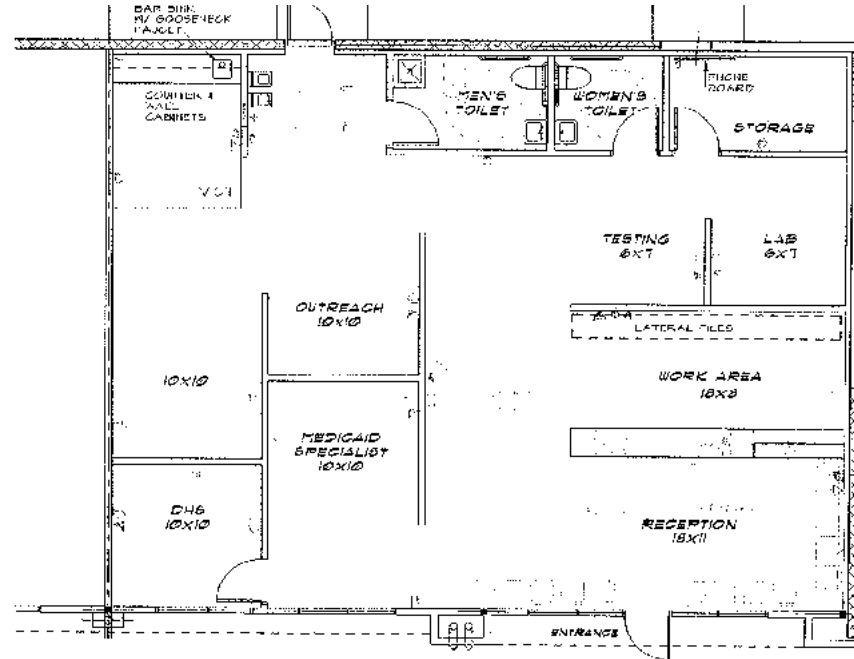 BAR SINK
W/ GOOSENECK
FAUCET
COUNTER &
WALL
CABINETS
VCT
MEN'S
TOILET
WOMEN'S
TOILET
PHONE
BOARD
STORAGE
TESTING
6X7
LAB
6X7
OUTREACH
10X10
LATERAL FILES
10X10
WORK AREA
18X8
MEDICAID
SPECIALIST
10X10
DHS
10X10
RECEPTION
18X11
ENTRANCE